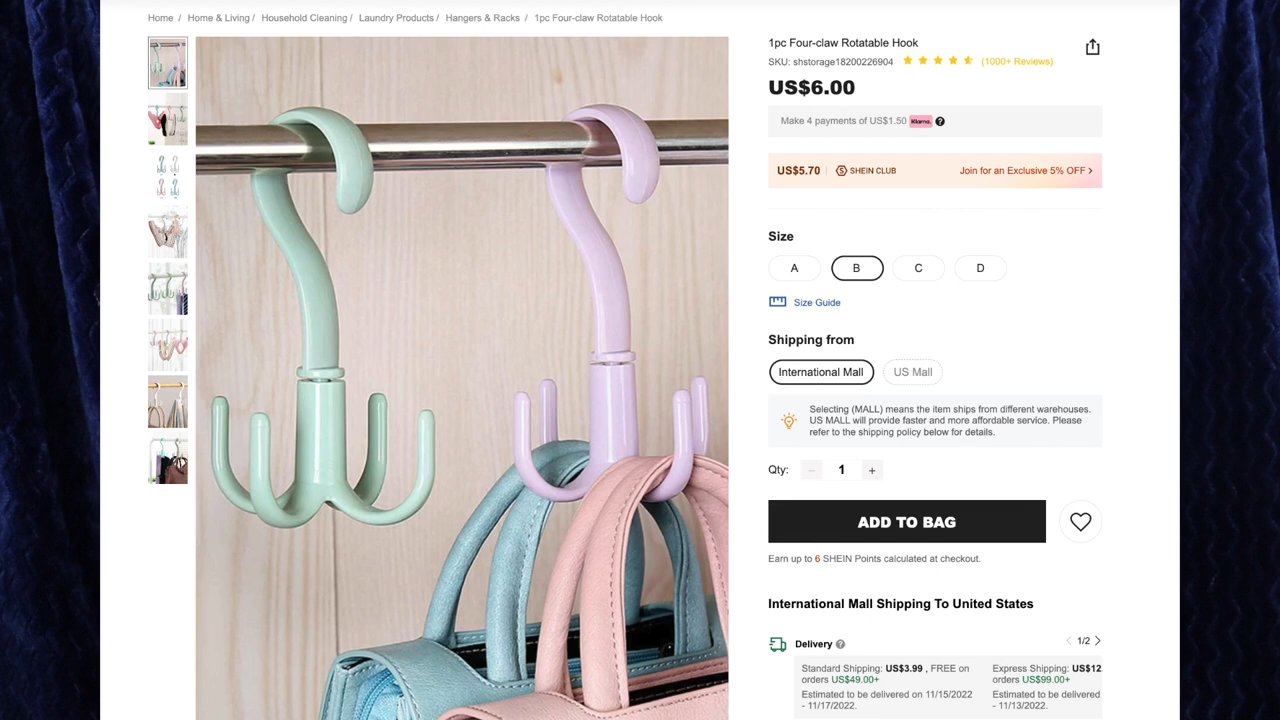 Home / Home & Living / Household Cleaning / Laundry Products / Hangers & Racks / 1pc Four-claw Rotatable Hook
1pc Four-claw Rotatable Hook
SKU: shstorage18200226904 (1000+ Reviews)
US$6.00
Make 4 payments of US$1.50 Klarna. ?
US$5.70 S SHEIN CLUB Join for an Exclusive 5% OFF >
Size
A B C D
Size Guide
Shipping from
International Mall US Mall
Selecting (MALL) means the item ships from different warehouses.
US MALL will provide faster and more affordable service. Please
refer to the shipping policy below for details.
Qty: − 1 +
ADD TO BAG
Earn up to 6 SHEIN Points calculated at checkout.
International Mall Shipping To United States
Delivery ? < 1/2 >
Standard Shipping: US$3.99 , FREE on
orders US$49.00+
Estimated to be delivered on 11/15/2022
- 11/17/2022.
Express Shipping: US$12
orders US$99.00+
Estimated to be delivered
- 11/13/2022.